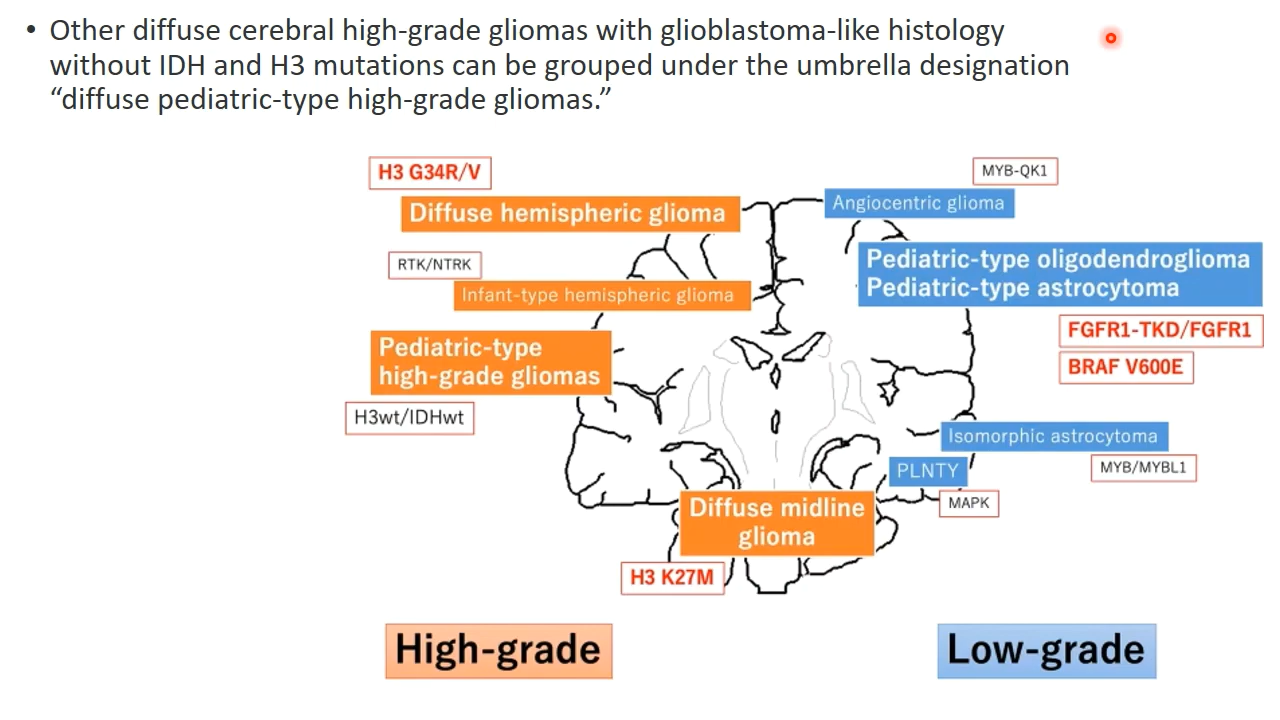 • Other diffuse cerebral high-grade gliomas with glioblastoma-like histology
without IDH and H3 mutations can be grouped under the umbrella designation
“diffuse pediatric-type high-grade gliomas.”
H3 G34R/V
Diffuse hemispheric glioma
RTK/NTRK
Infant-type hemispheric glioma
Pediatric-type
high-grade gliomas
H3wt/IDHwt
Diffuse midline
glioma
H3 K27M
High-grade
MYB-QK1
Angiocentric glioma
Pediatric-type oligodendroglioma
Pediatric-type astrocytoma
FGFR1-TKD/FGFR1
BRAF V600E
Isomorphic astrocytoma
MYB/MYBL1
PLNTY
MAPK
Low-grade